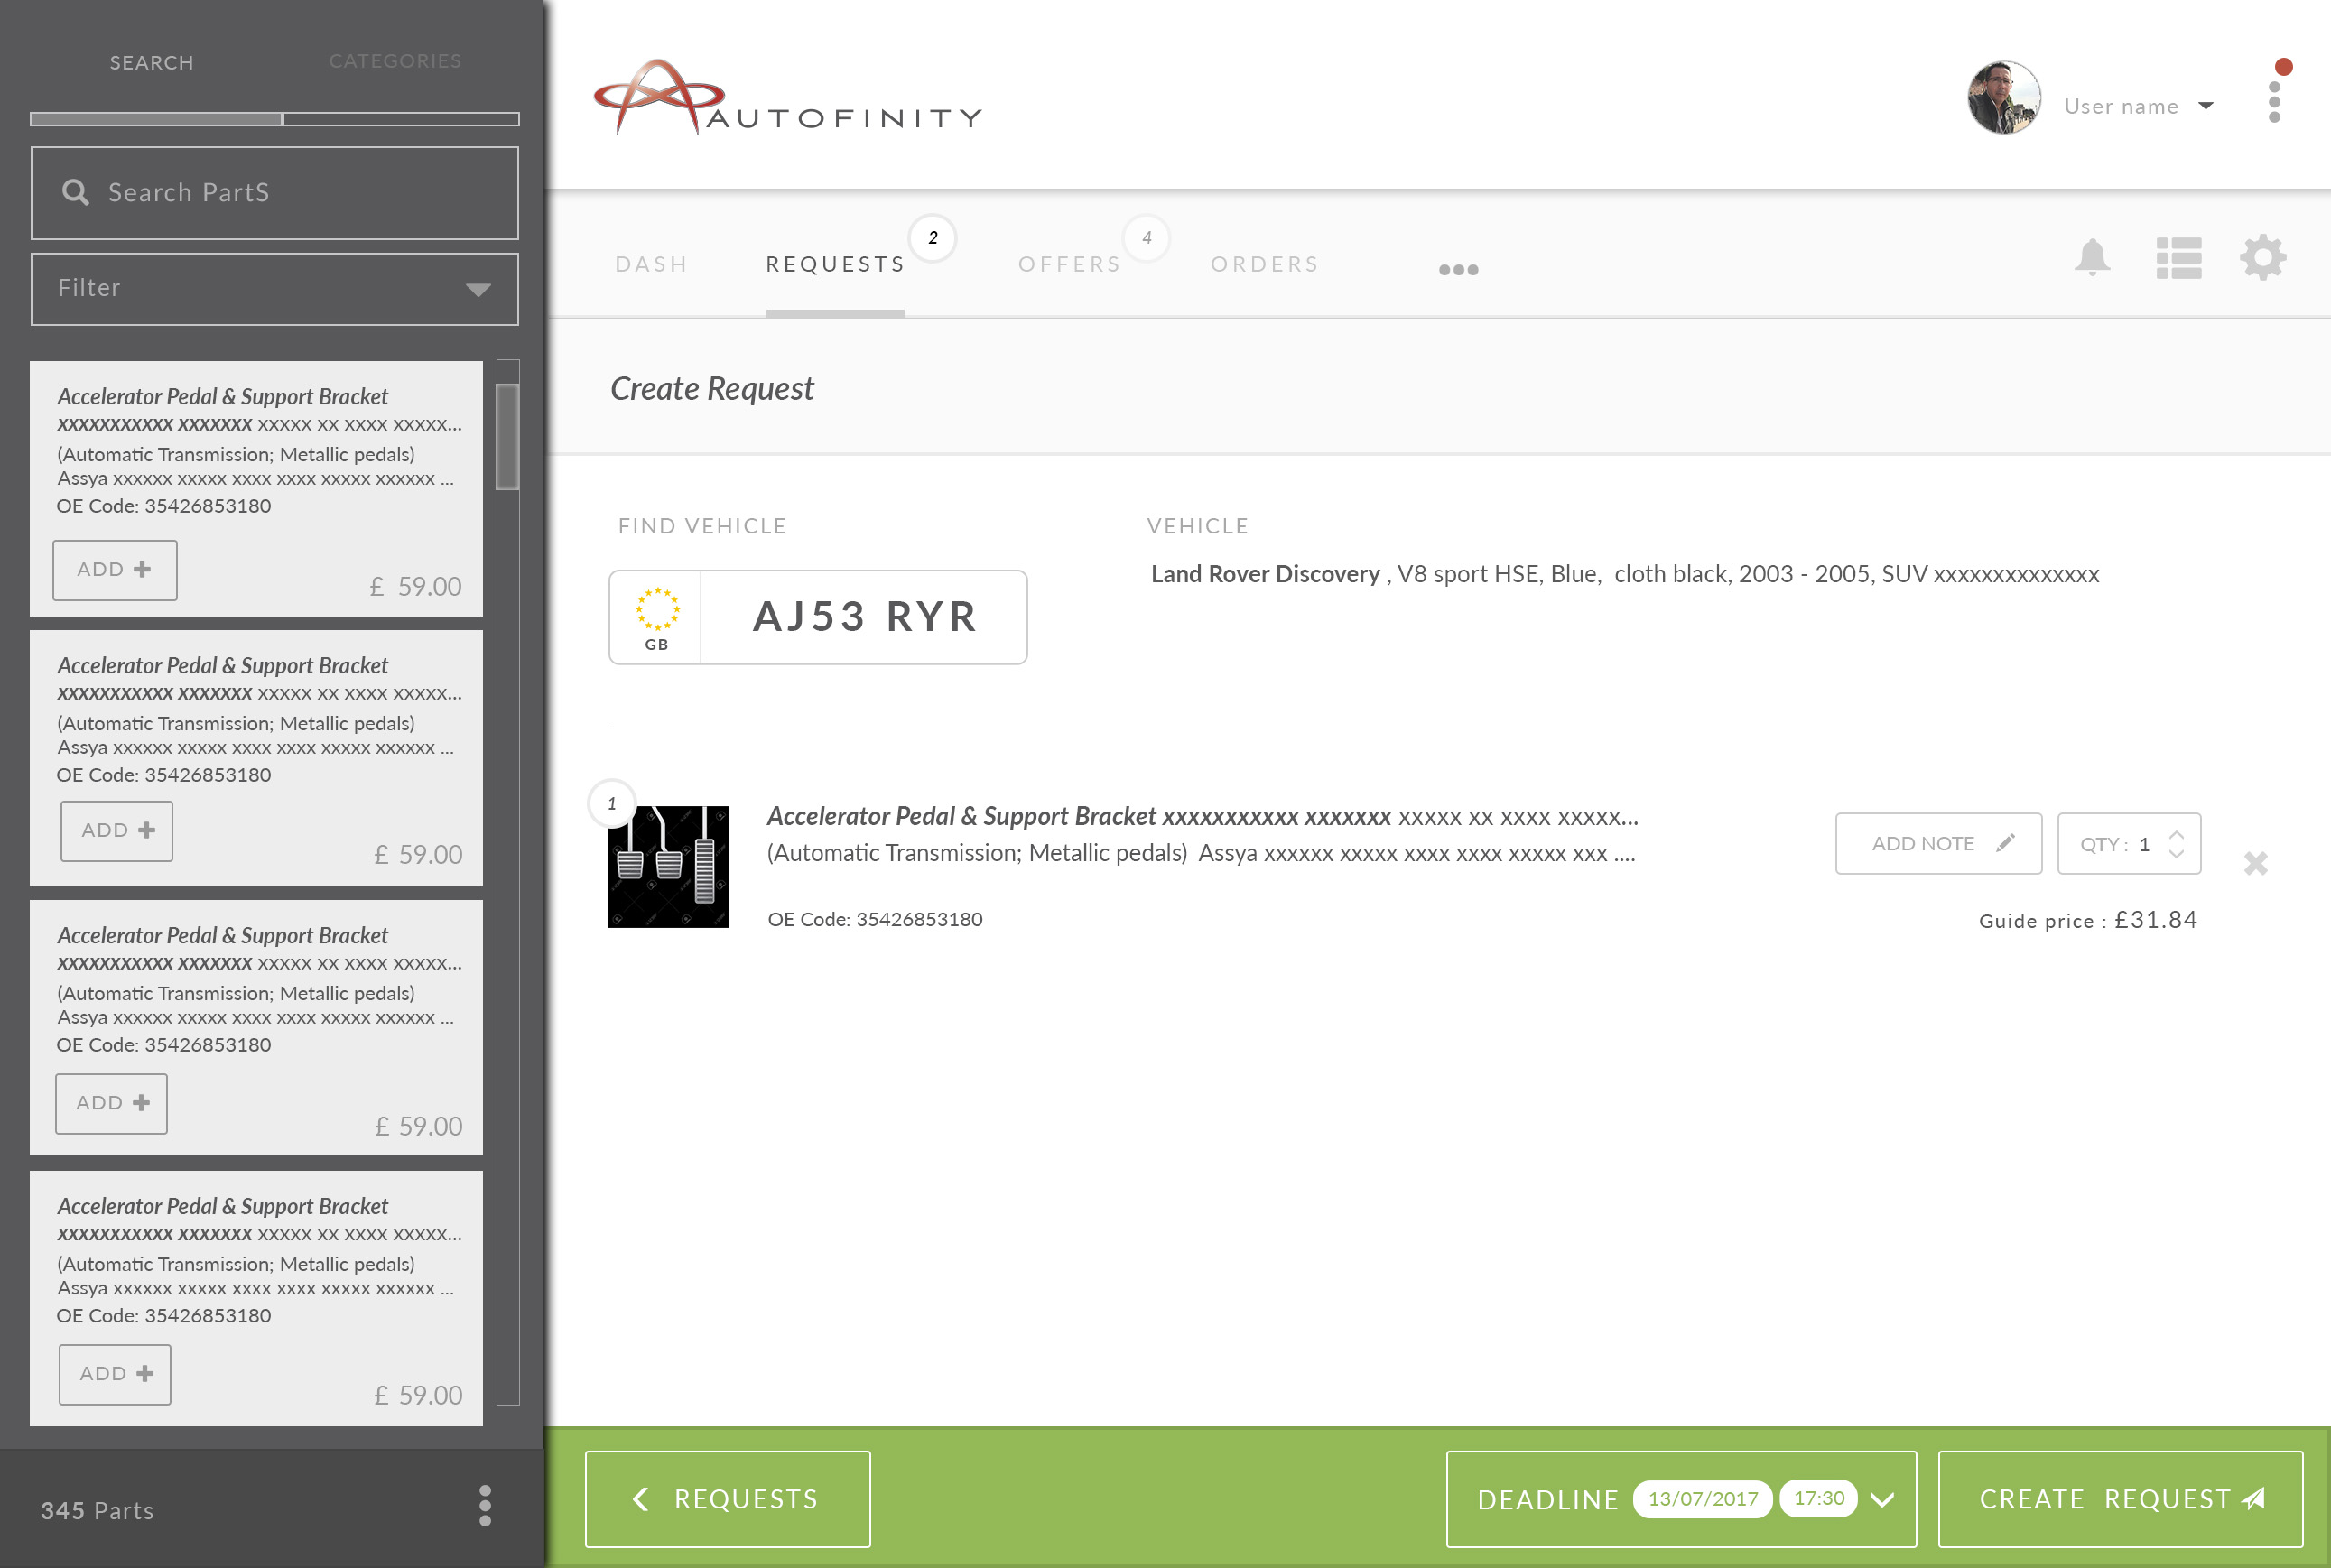 SEARCH
CATEGORIES
Search PartS
Filter
Accelerator Pedal & Support Bracket
xxxxxxxxxxx xxxxxxx xxxxx xx xxxx xxxxx...
(Automatic Transmission; Metallic pedals)
Assya xxxxxx xxxxx xxxx xxxx xxxxx xxxxxx ...
OE Code: 35426853180
ADD
£ 59.00
Accelerator Pedal & Support Bracket
xxxxxxxxxxx xxxxxxx xxxxx xx xxxx xxxxx...
(Automatic Transmission; Metallic pedals)
Assya xxxxxx xxxxx xxxx xxxx xxxxx xxxxxx ...
OE Code: 35426853180
ADD
£ 59.00
Accelerator Pedal & Support Bracket
xxxxxxxxxxx xxxxxxx xxxxx xx xxxx xxxxx...
(Automatic Transmission; Metallic pedals)
Assya xxxxxx xxxxx xxxx xxxx xxxxx xxxxxx ...
OE Code: 35426853180
ADD
£ 59.00
Accelerator Pedal & Support Bracket
xxxxxxxxxxx xxxxxxx xxxxx xx xxxx xxxxx...
(Automatic Transmission; Metallic pedals)
Assya xxxxxx xxxxx xxxx xxxx xxxxx xxxxxx ...
OE Code: 35426853180
ADD
£ 59.00
345 Parts
AUTOFINITY
User name
DASH
REQUESTS
2
OFFERS
4
ORDERS
Create Request
FIND VEHICLE
GB
AJ53 RYR
VEHICLE
Land Rover Discovery , V8 sport HSE, Blue, cloth black, 2003 - 2005, SUV xxxxxxxxxxxxxx
1
Accelerator Pedal & Support Bracket xxxxxxxxxxx xxxxxxx xxxxx xx xxxx xxxxx...
(Automatic Transmission; Metallic pedals) Assya xxxxxx xxxxx xxxx xxxx xxxxx xxx ....
OE Code: 35426853180
ADD NOTE
QTY : 1
Guide price : £31.84
REQUESTS
DEADLINE 13/07/2017 17:30
CREATE REQUEST